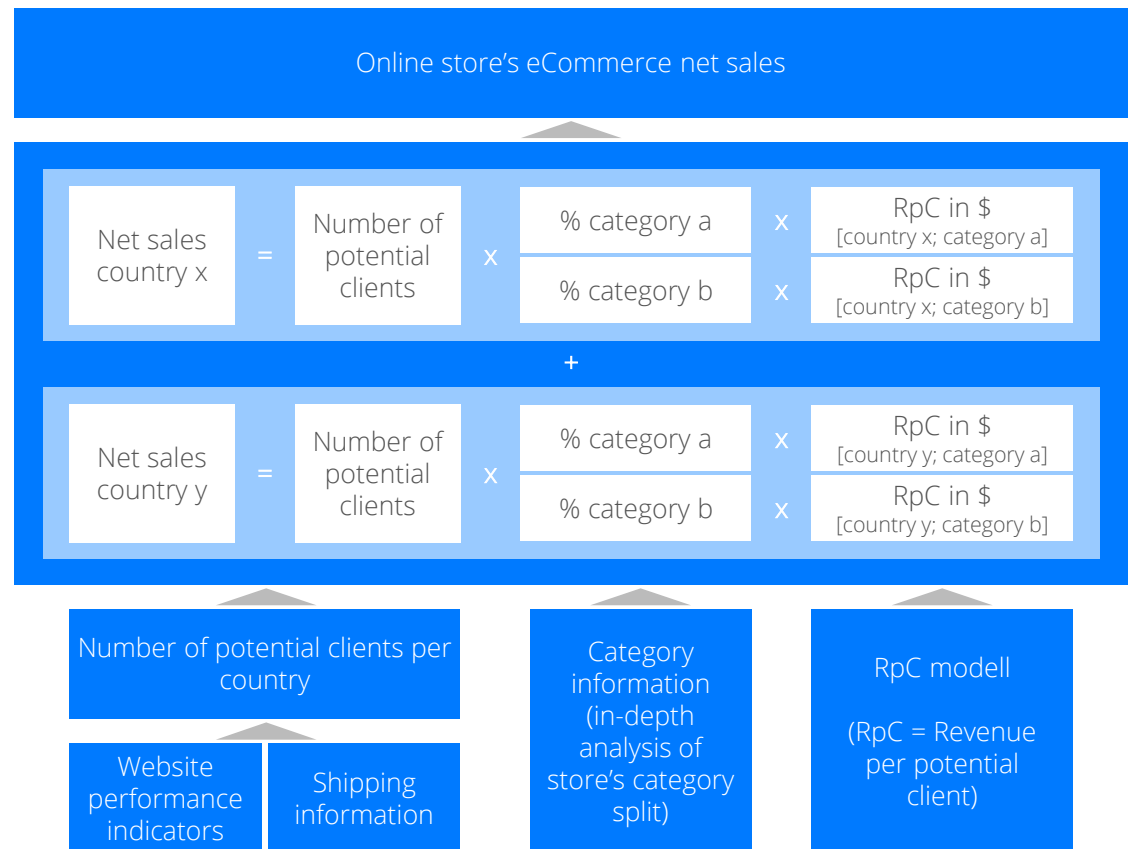 Online store’s eCommerce net sales
Net sales
country x
=
Number of
potential
clients
x
% category a
x
RpC in $
[country x; category a]
% category b
x
RpC in $
[country x; category b]
+
Net sales
country y
=
Number of
potential
clients
x
% category a
x
RpC in $
[country y; category a]
% category b
x
RpC in $
[country y; category b]
Number of potential clients per
country
Website
performance
indicators
Shipping
information
Category
information
(in-depth
analysis of
store’s category
split)
RpC modell
(RpC = Revenue
per potential
client)